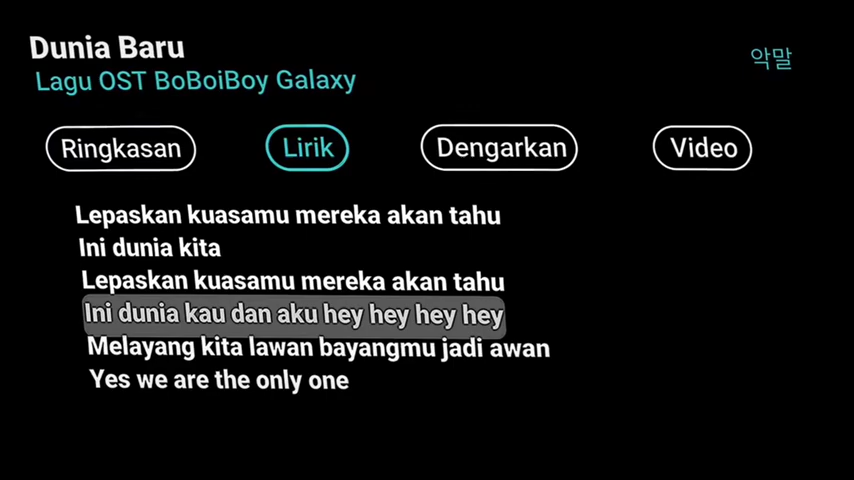 Dunia Baru
Lagu OST BoBoiBoy Galaxy
악말
Ringkasan
Lirik
Dengarkan
Video
Lepaskan kuasamu mereka akan tahu
Ini dunia kita
Lepaskan kuasamu mereka akan tahu
Ini dunia kau dan aku hey hey hey hey
Melayang kita lawan bayangmu jadi awan
Yes we are the only one